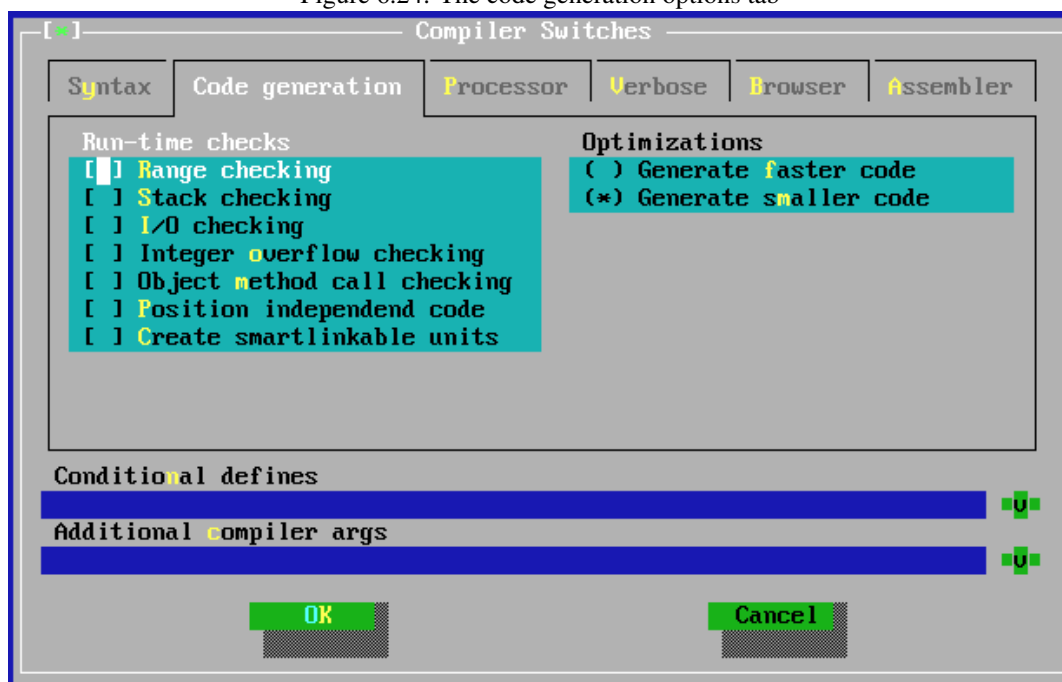 Figure 6.24: The code generation options tab
[*] Compiler Switches
Syntax Code generation Processor Verbose Browser Assembler
Run-time checks
[ ] Range checking
[ ] Stack checking
[ ] I/O checking
[ ] Integer overflow checking
[ ] Object method call checking
[ ] Position independend code
[ ] Create smartlinkable units
Optimizations
( ) Generate faster code
(*) Generate smaller code
Conditional defines
Additional compiler args
OK Cancel